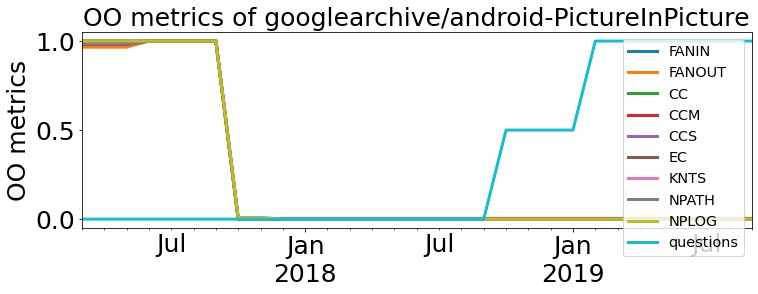 OO metrics of googlearchive/android-PictureInPicture
OO metrics
1.0
0.5
0.0
Jul
Jan
2018
Jul
Jan
2019
Jul
FANIN
FANOUT
CC
CCM
CCS
EC
KNTS
NPATH
NPLOG
questions